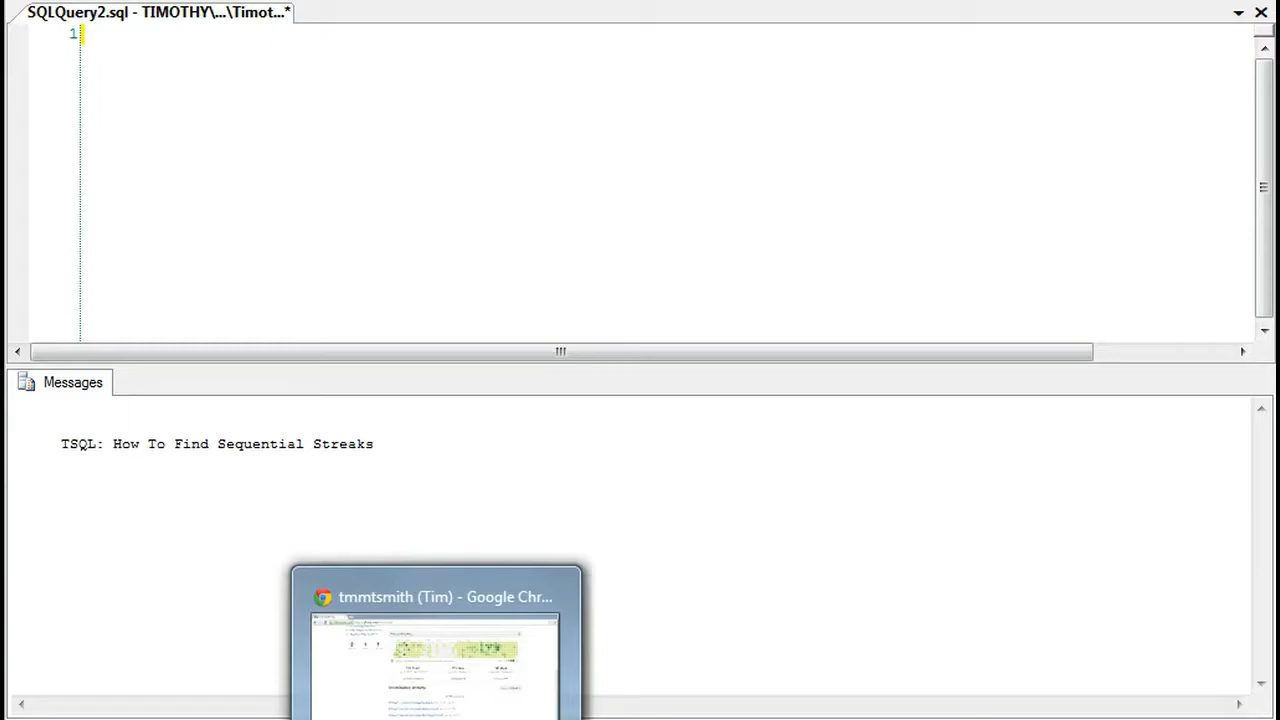 SQLQuery2.sql - TIMOTHY\...\Timot...*
1
Messages
TSQL: How To Find Sequential Streaks
tmmtsmith (Tim) - Google Chr...